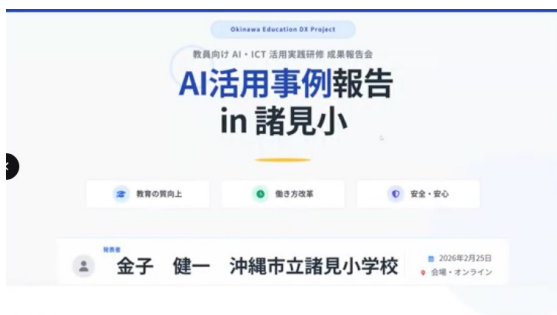 Okinawa Education DX Project
教員向け AI・ICT 活用実践研修 成果報告会
AI活用事例報告
in 諸見小
教育の質向上
働き方改革
安全・安心
発表者
金子 健一 沖縄市立諸見小学校
2026年2月25日
会場・オンライン